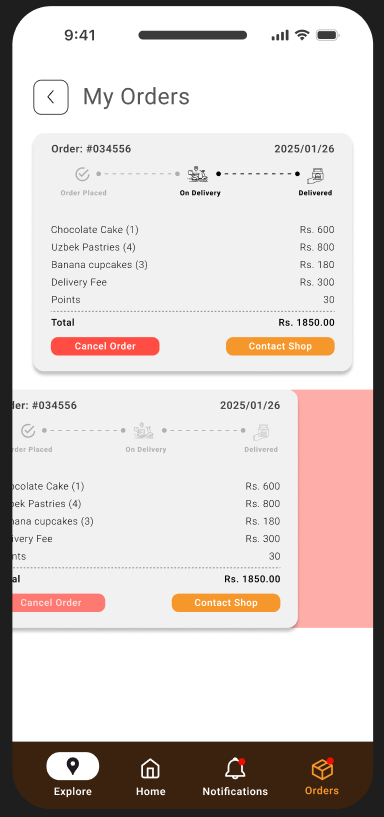 9:41
My Orders
Order: #034556 2025/01/26
Order Placed On Delivery Delivered
Chocolate Cake (1) Rs. 600
Uzbek Pastries (4) Rs. 800
Banana cupcakes (3) Rs. 180
Delivery Fee Rs. 300
Points 30
Total Rs. 1850.00
Cancel Order Contact Shop
ler: #034556 2025/01/26
rder Placed On Delivery Delivered
ocolate Cake (1) Rs. 600
bek Pastries (4) Rs. 800
nana cupcakes (3) Rs. 180
ivery Fee Rs. 300
nts 30
al Rs. 1850.00
Cancel Order Contact Shop
Explore Home Notifications Orders